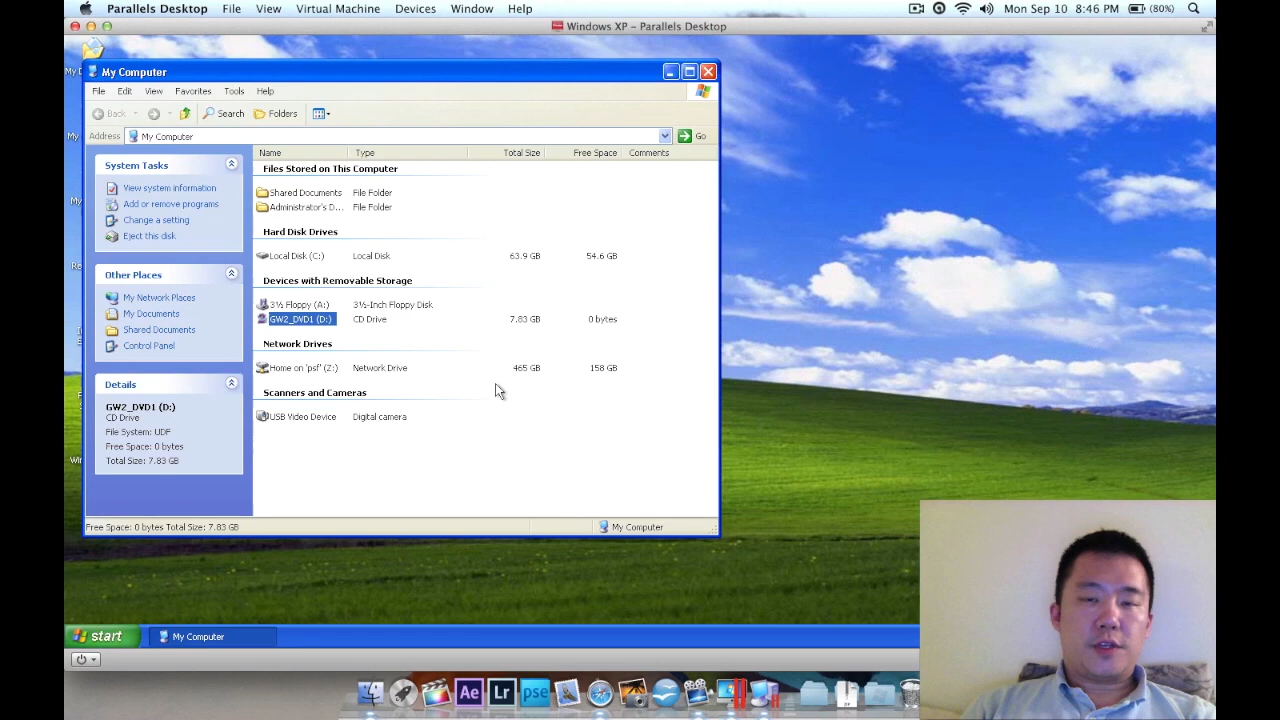 Parallels Desktop File View Virtual Machine Devices Window Help Mon Sep 10 8:46 PM (80%)
Windows XP – Parallels Desktop
My Computer
File Edit View Favorites Tools Help
Back Search Folders
Address My Computer Go
System Tasks
View system information
Add or remove programs
Change a setting
Eject this disk
Other Places
My Network Places
My Documents
Shared Documents
Control Panel
Details
GW2_DVD1 (D:)
CD Drive
File System: UDF
Free Space: 0 bytes
Total Size: 7.83 GB
Name Type Total Size Free Space Comments
Files Stored on This Computer
Shared Documents File Folder
Administrator's D... File Folder
Hard Disk Drives
Local Disk (C:) Local Disk 63.9 GB 54.6 GB
Devices with Removable Storage
3½ Floppy (A:) 3½-Inch Floppy Disk
GW2_DVD1 (D:) CD Drive 7.83 GB 0 bytes
Network Drives
Home on 'psf' (Z:) Network Drive 465 GB 158 GB
Scanners and Cameras
USB Video Device Digital camera
Free Space: 0 bytes Total Size: 7.83 GB My Computer
start My Computer
Ae Lr pse